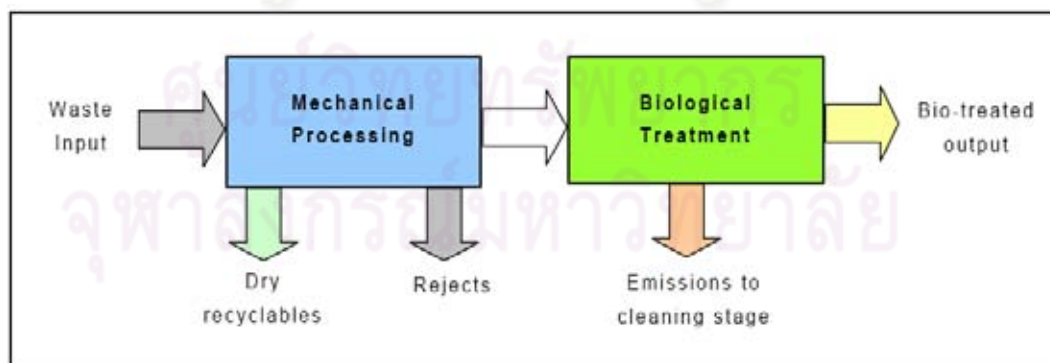 ศูนย์วิทยทรัพยากร
จุฬาลงกรณ์มหาวิทยาลัย
Waste
Input
Mechanical
Processing
Biological
Treatment
Bio-treated
output
Dry
recyclables
Rejects
Emissions to
cleaning stage